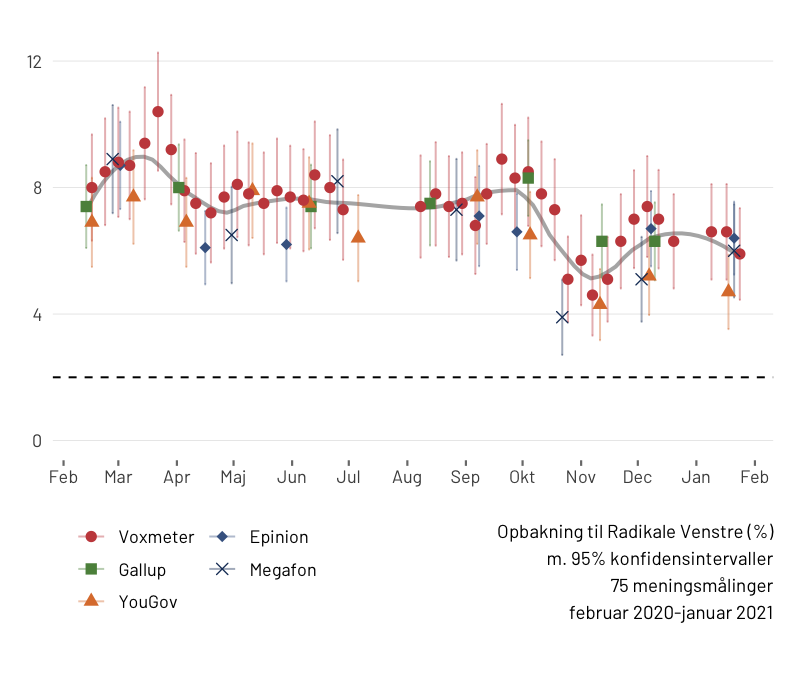 12
8
4
0
Feb Mar Apr Maj Jun Jul Aug Sep Okt Nov Dec Jan Feb
Voxmeter Epinion
Gallup Megafon
YouGov
Opbakning til Radikale Venstre (%)
m. 95% konfidensintervaller
75 meningsmålinger
februar 2020-januar 2021